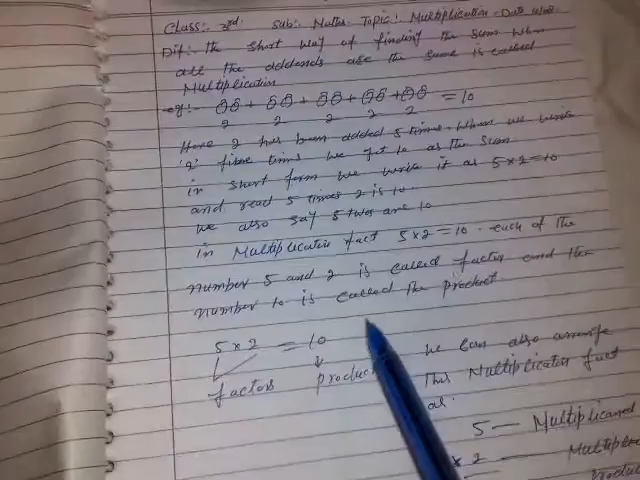 Class:. 3rd. Sub:. Maths. Topic:. Multiplication. Date
Dif:- The short way of finding the sum when
all the addends are the same is called
Multiplication
eg:- + + + + = 10
2 2 2 2 2
Here 2 has been added 5 times. When we write
'2' five times we get 10 as the sum
in short form we write it as 5 x 2 = 10
and read 5 times 2 is 10.
we also say 5 twos are 10
in Multiplication fact 5 x 2 = 10. each of the
number 5 and 2 is called factor and the
number 10 is called the product
5 x 2 = 10
factors product
we can also arrange
This Multiplication fact
as.
5 — Multiplicand
x 2 —